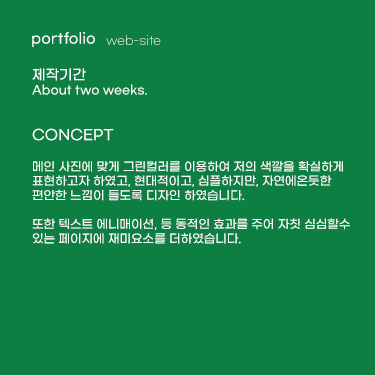 portfolio web-site
제작기간
About two weeks.
CONCEPT
메인 사진에 맞게 그린컬러를 이용하여 저의 색깔을 확실하게
표현하고자 하였고, 현대적이고, 심플하지만, 자연에온듯한
편안한 느낌이 들도록 디자인 하였습니다.
또한 텍스트 에니매이션, 등 동적인 효과를 주어 자칫 심심할수
있는 페이지에 재미요소를 더하였습니다.